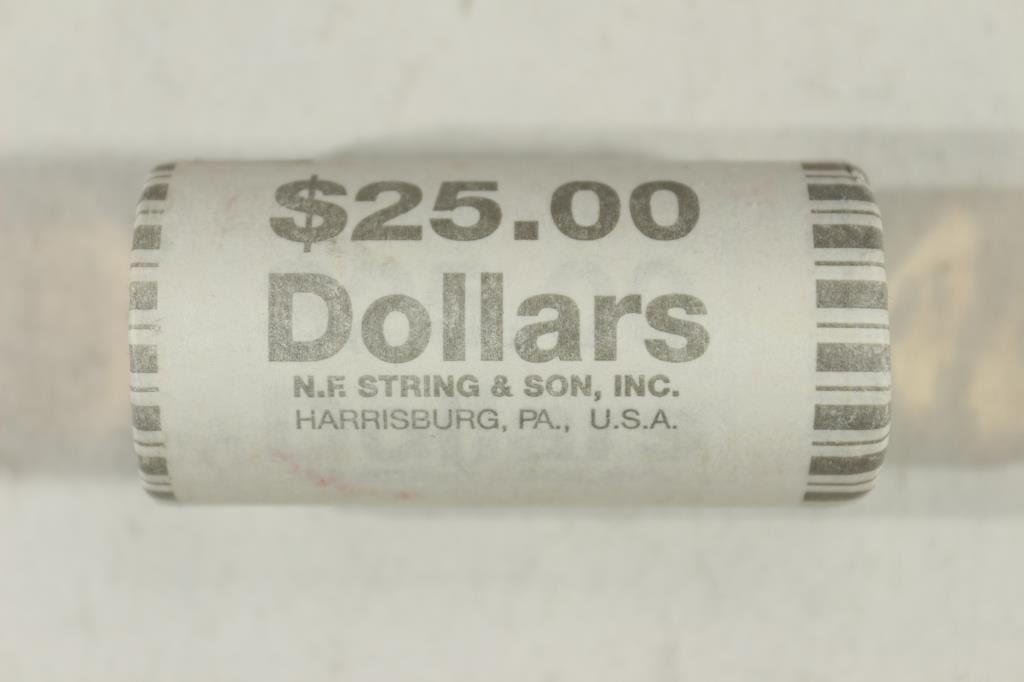 $25.00
Dollars
N.F. STRING & SON, INC.
HARRISBURG, PA., U.S.A.